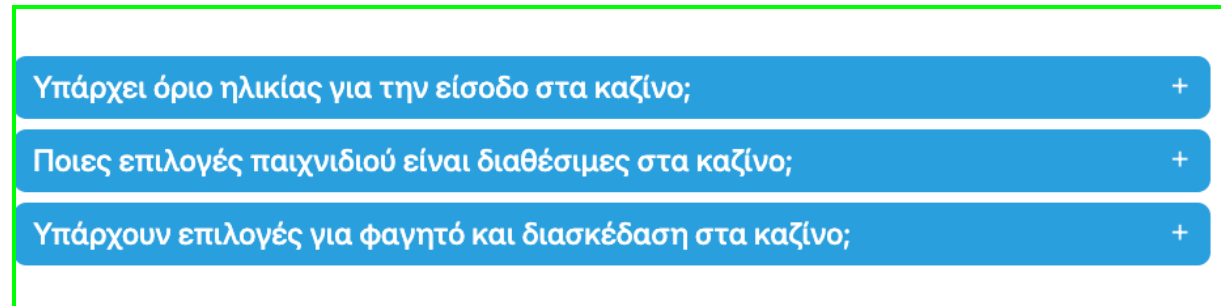 Υπάρχει όριο ηλικίας για την είσοδο στα καζίνο; +
Ποιες επιλογές παιχνιδιού είναι διαθέσιμες στα καζίνο; +
Υπάρχουν επιλογές για φαγητό και διασκέδαση στα καζίνο; +